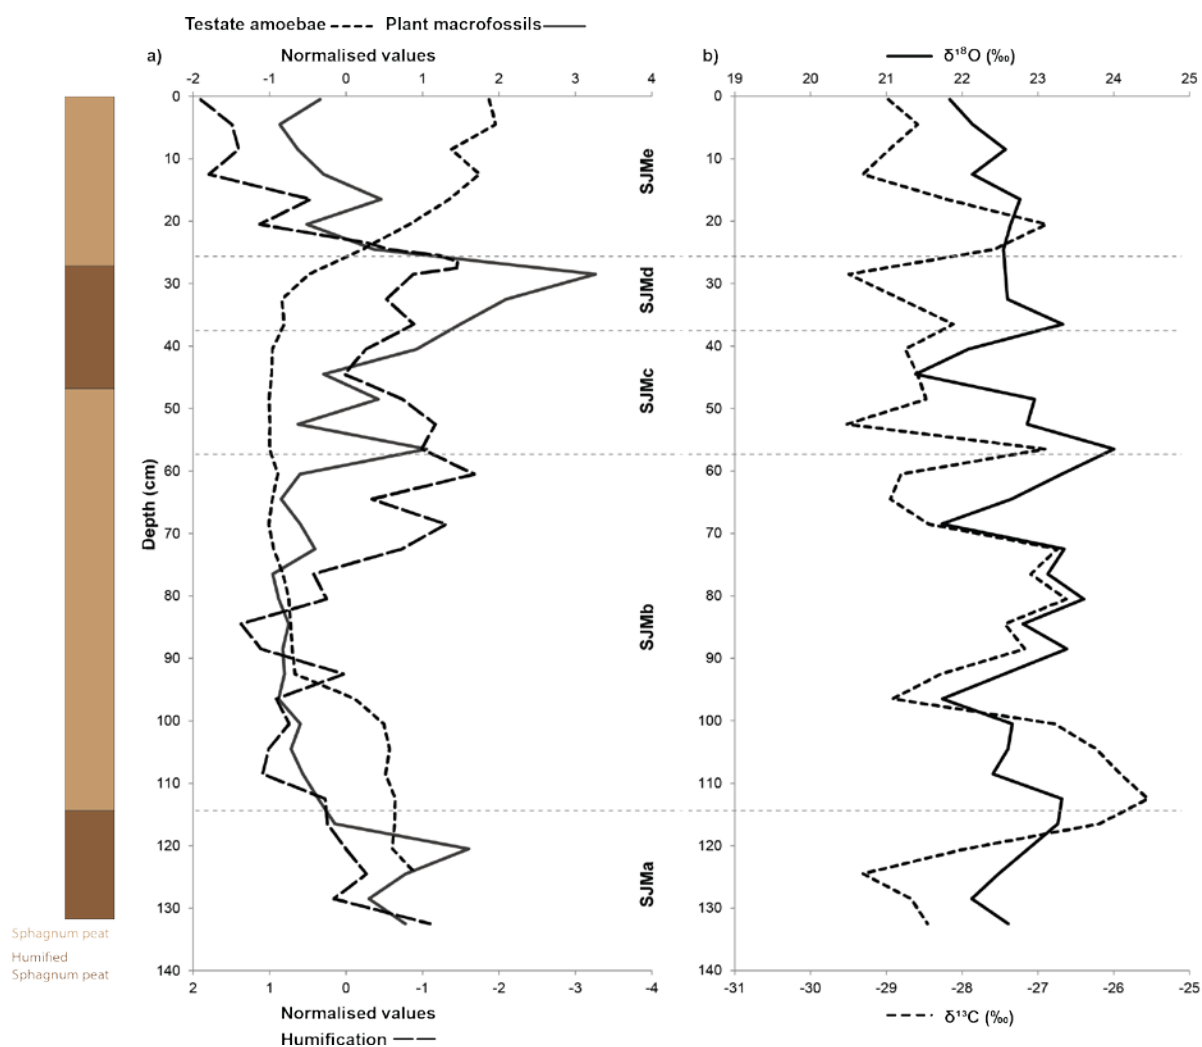 Testate amoebae Plant macrofossils
a) Normalised values b) δ18O (‰)
-2 -1 0 1 2 3 4 19 20 21 22 23 24 25
0 0
10 10
SJMe
20 20
30 30
SJMd
40 40
SJMc
50 50
60 60
Depth (cm)
70 70
80 80
SJMb
90 90
100 100
110 110
120 120
SJMa
130 130
140 140
Sphagnum peat
Humified
Sphagnum peat
2 1 0 -1 -2 -3 -4 -31 -30 -29 -28 -27 -26 -25
Normalised values δ13C (‰)
Humification